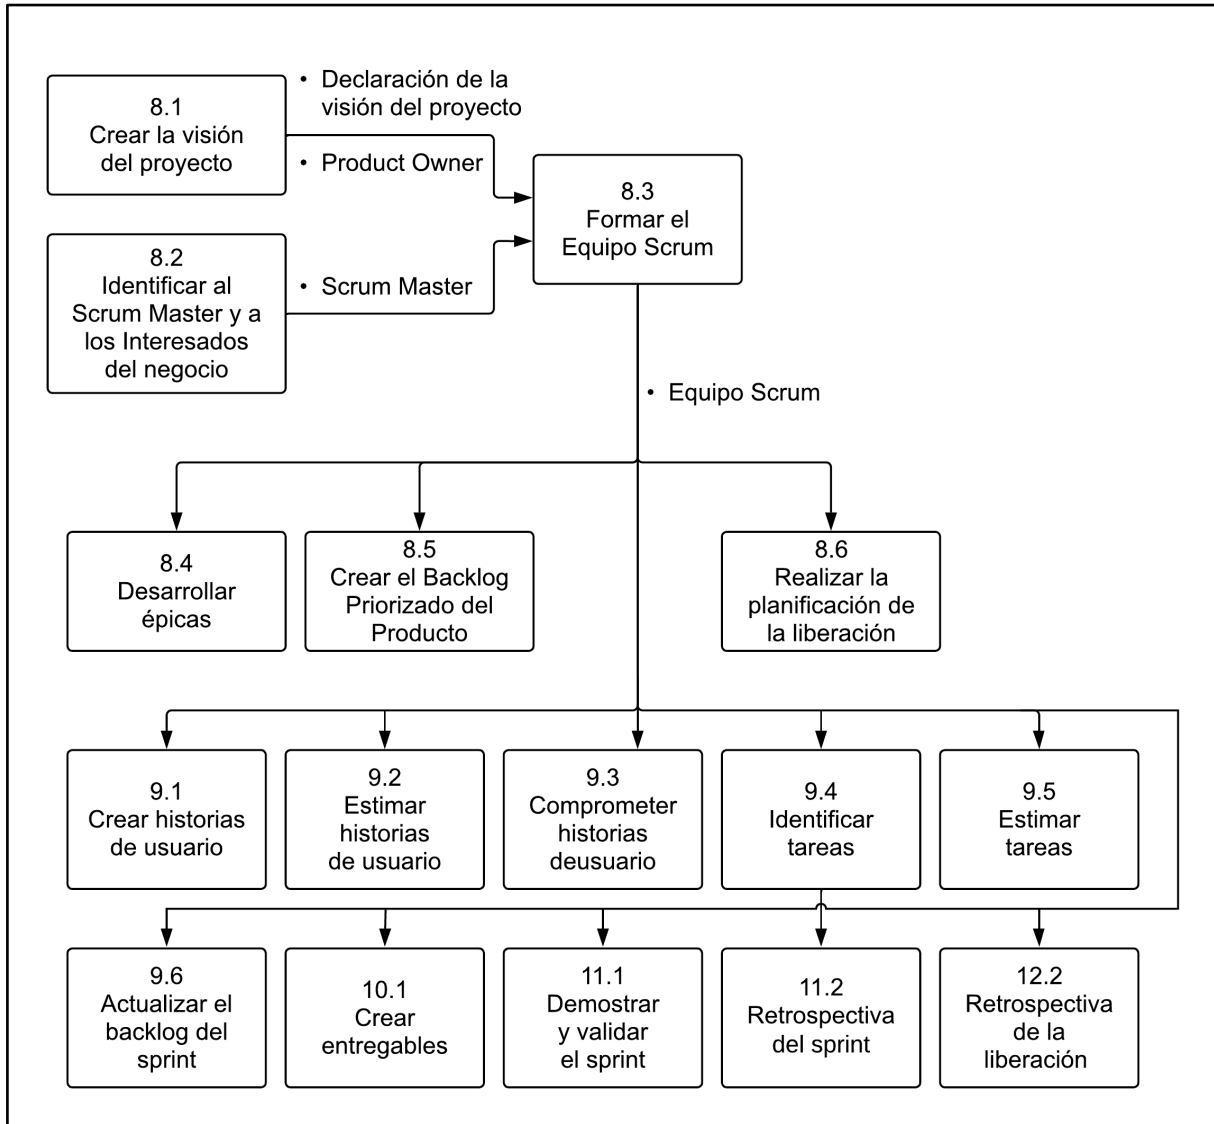 8.1
Crear la visión
del proyecto
• Declaración de la
visión del proyecto
• Product Owner
8.2
Identificar al
Scrum Master y a
los Interesados
del negocio
• Scrum Master
8.3
Formar el
Equipo Scrum
• Equipo Scrum
8.4
Desarrollar
épicas
8.5
Crear el Backlog
Priorizado del
Producto
8.6
Realizar la
planificación de
la liberación
9.1
Crear historias
de usuario
9.2
Estimar
historias
de usuario
9.3
Comprometer
historias
deusuario
9.4
Identificar
tareas
9.5
Estimar
tareas
9.6
Actualizar el
backlog del
sprint
10.1
Crear
entregables
11.1
Demostrar
y validar
el sprint
11.2
Retrospectiva
del sprint
12.2
Retrospectiva
de la
liberación